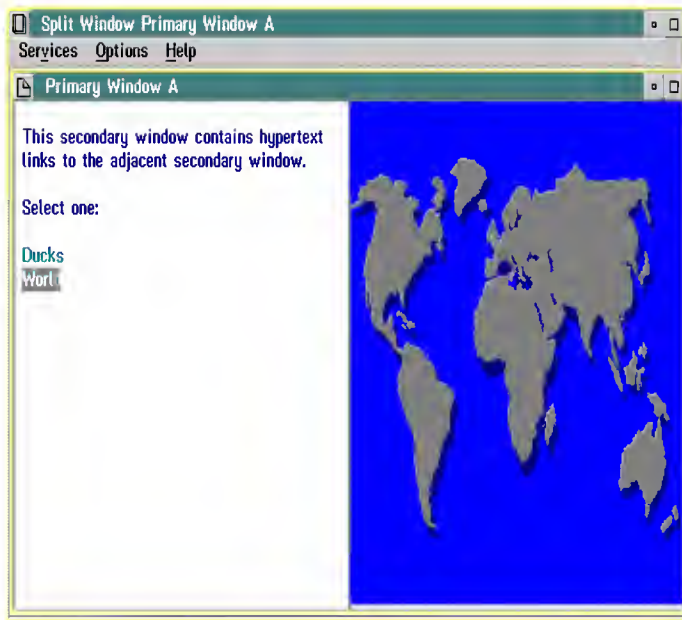 Split Window Primary Window A
Services Options Help
Primary Window A
This secondary window contains hypertext
links to the adjacent secondary window.
Select one:
Ducks
Worl